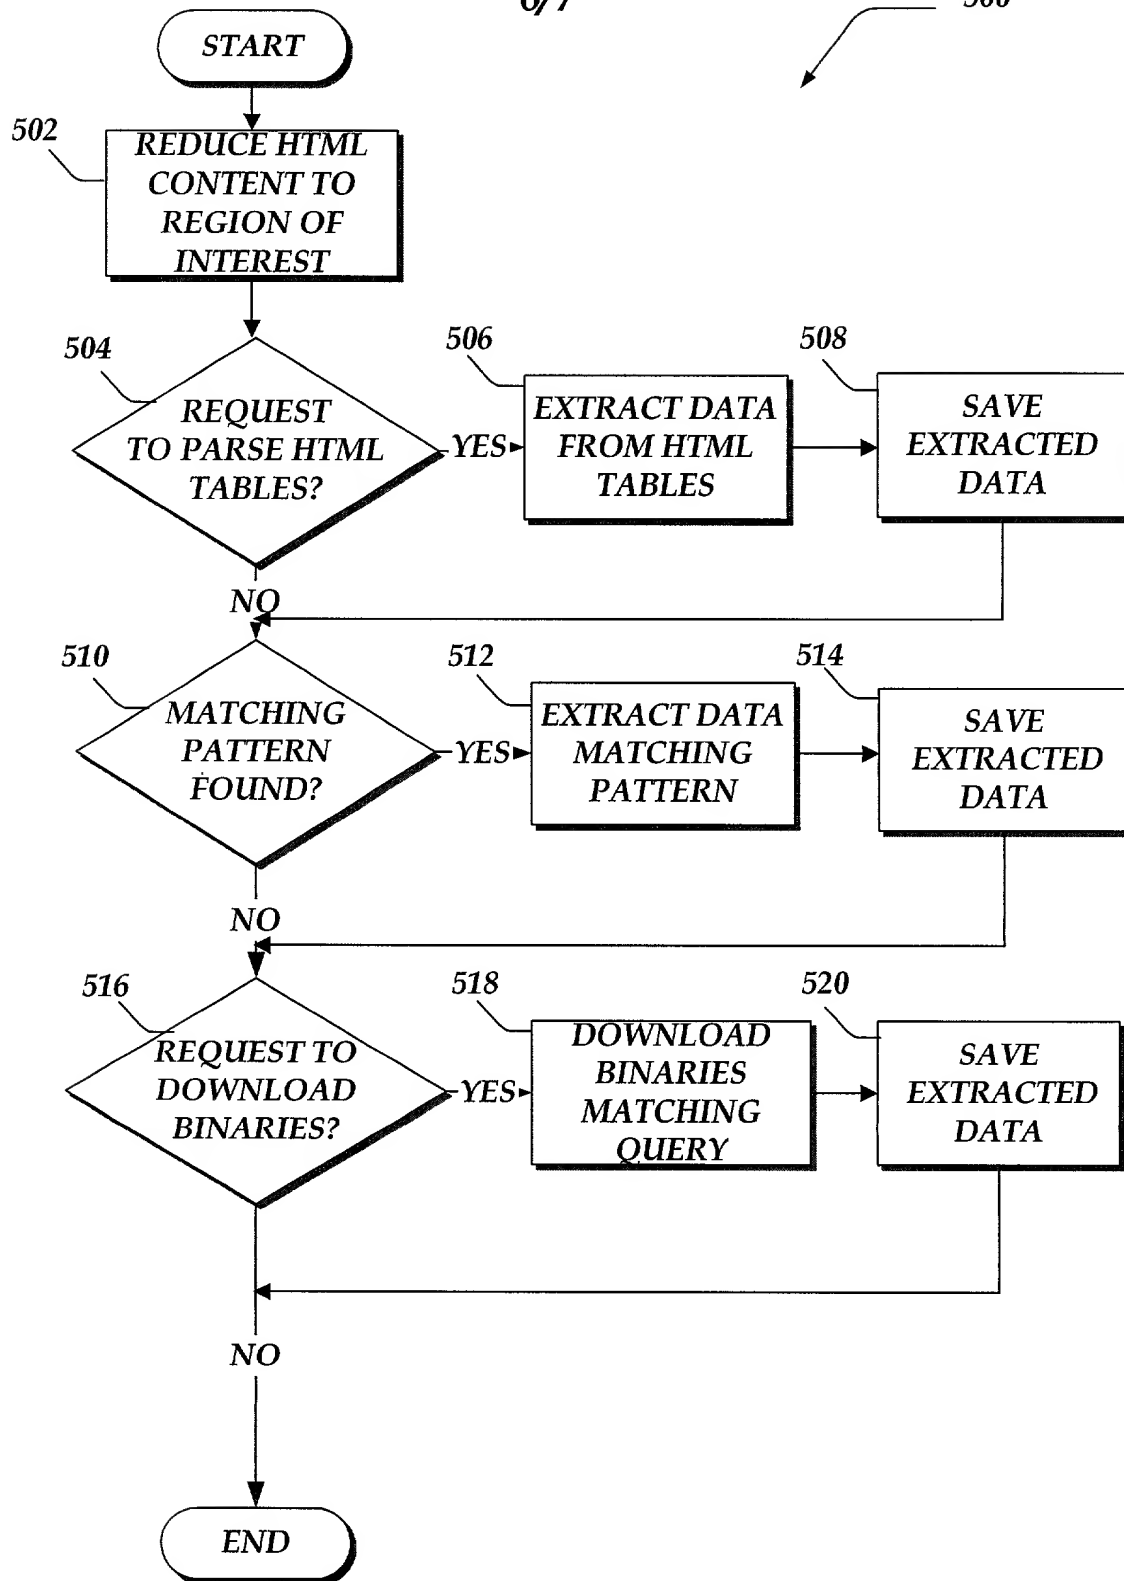 6/7
500
START
502
REDUCE HTML
CONTENT TO
REGION OF
INTEREST
504
REQUEST
TO PARSE HTML
TABLES?
YES
506
EXTRACT DATA
FROM HTML
TABLES
508
SAVE
EXTRACTED
DATA
NO
510
MATCHING
PATTERN
FOUND?
YES
512
EXTRACT DATA
MATCHING
PATTERN
514
SAVE
EXTRACTED
DATA
NO
516
REQUEST TO
DOWNLOAD
BINARIES?
YES
518
DOWNLOAD
BINARIES
MATCHING
QUERY
520
SAVE
EXTRACTED
DATA
NO
END